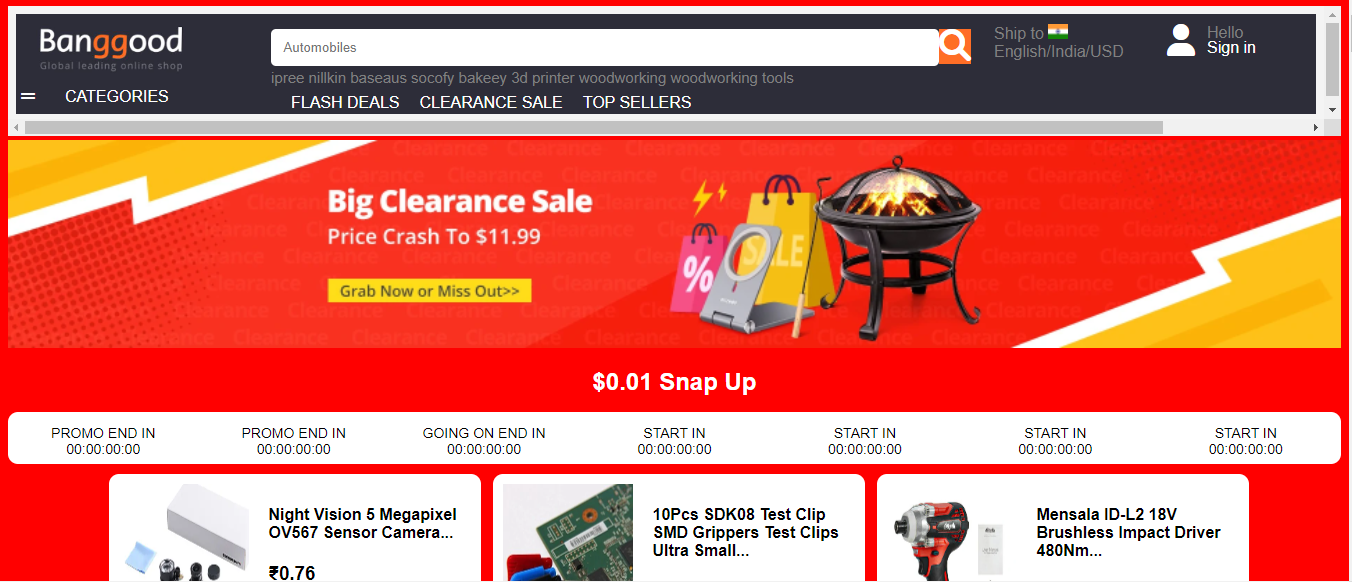 Banggood
Global leading online shop
Automobiles
ipree nillkin baseaus socofy bakeey 3d printer woodworking woodworking tools
Ship to
English/India/USD
Hello
Sign in
CATEGORIES
FLASH DEALS CLEARANCE SALE TOP SELLERS
Big Clearance Sale
Price Crash To $11.99
Grab Now or Miss Out>>
%
SALE
$0.01 Snap Up
PROMO END IN
00:00:00:00
PROMO END IN
00:00:00:00
GOING ON END IN
00:00:00:00
START IN
00:00:00:00
START IN
00:00:00:00
START IN
00:00:00:00
START IN
00:00:00:00
Night Vision 5 Megapixel
OV567 Sensor Camera...
₹0.76
10Pcs SDK08 Test Clip
SMD Grippers Test Clips
Ultra Small...
Mensala ID-L2 18V
Brushless Impact Driver
480Nm...